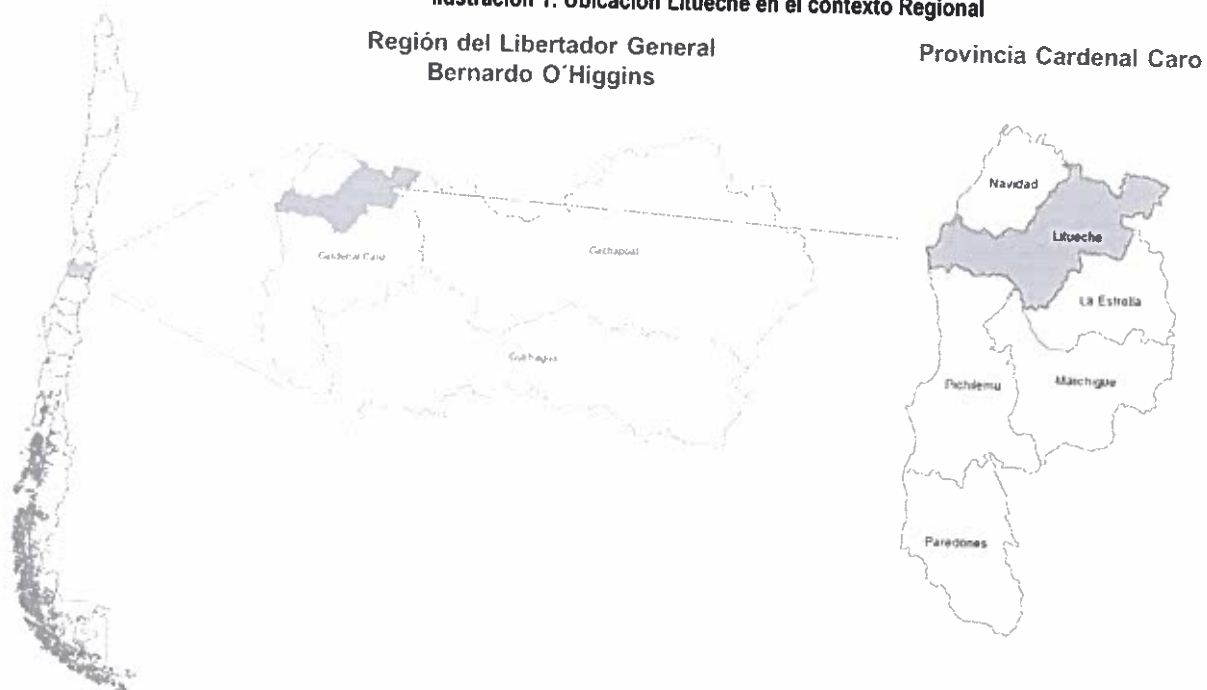 Ilustración 1: Ubicación Litueche en el contexto Regional
Región del Libertador General
Bernardo O´Higgins
Provincia Cardenal Caro
Cardenal Caro
Cachapoal
Colchagua
Navidad
Litueche
La Estrella
Pichilemu
Marchigue
Paredones